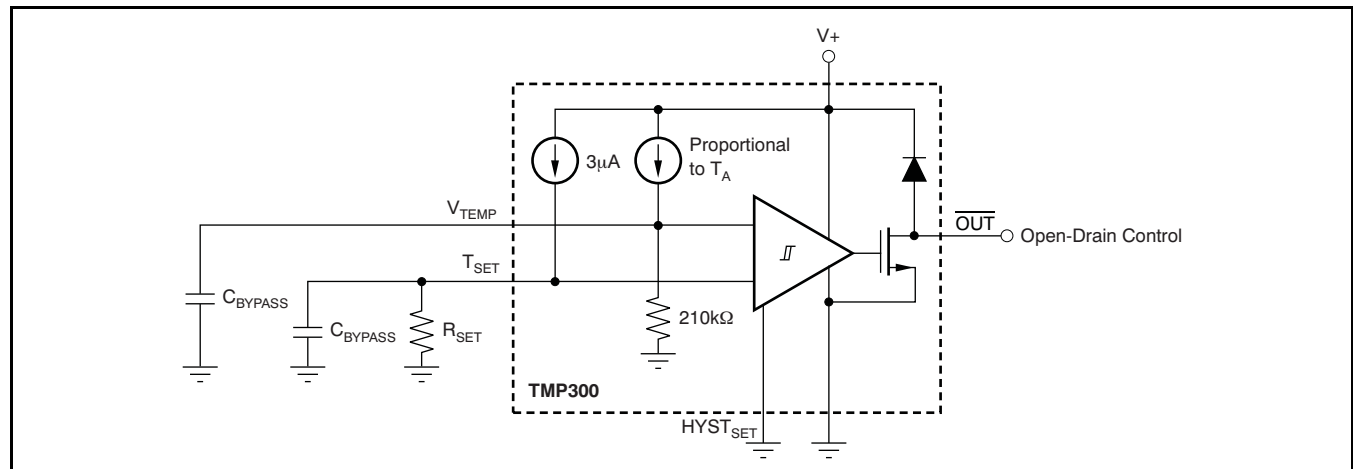 V+
3μA
Proportional
to T_A
V_TEMP
OUT
Open-Drain Control
T_SET
C_BYPASS
C_BYPASS
R_SET
210kΩ
TMP300
HYST_SET